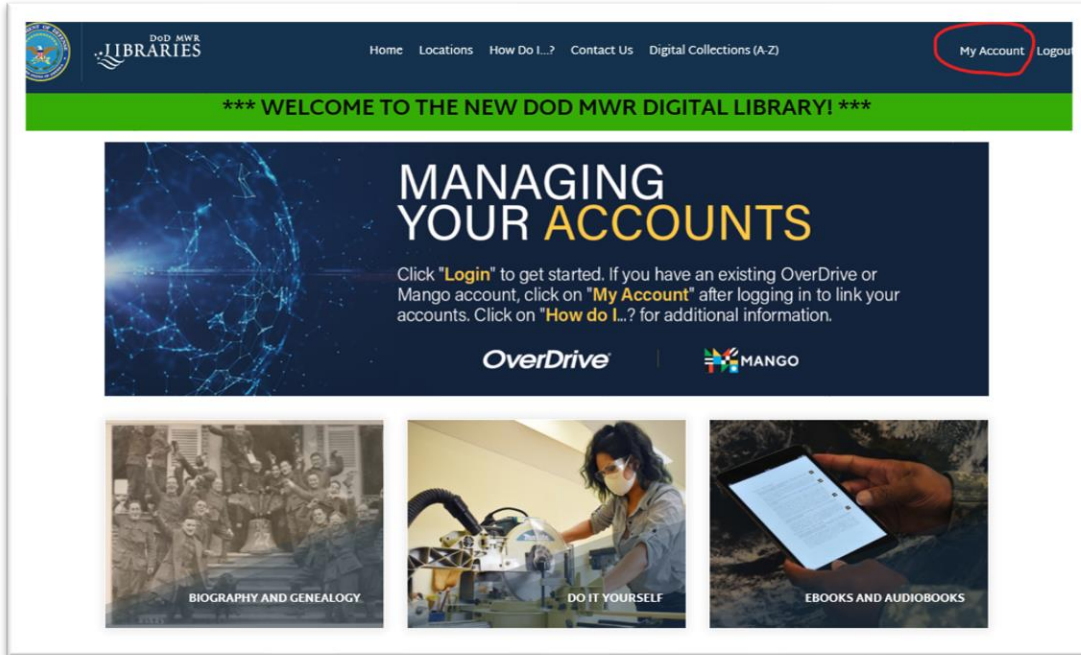 DoD MWR
LIBRARIES
Home Locations How Do I...? Contact Us Digital Collections (A-Z)
My Account Logout
*** WELCOME TO THE NEW DOD MWR DIGITAL LIBRARY! ***
MANAGING
YOUR ACCOUNTS
Click "Login" to get started. If you have an existing OverDrive or
Mango account, click on "My Account" after logging in to link your
accounts. Click on "How do I...? for additional information.
OverDrive
MANGO
BIOGRAPHY AND GENEALOGY
DO IT YOURSELF
EBOOKS AND AUDIOBOOKS